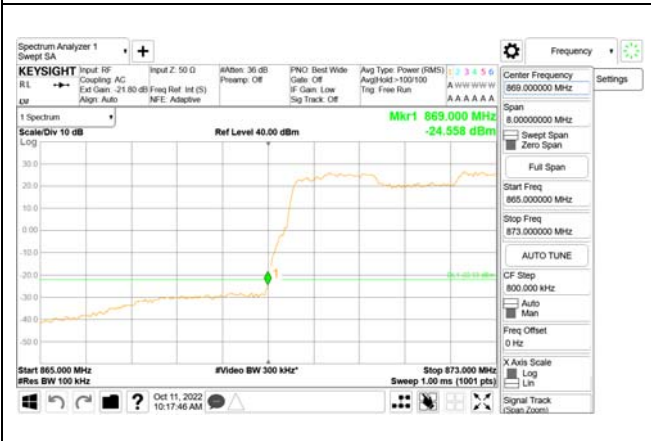 Spectrum Analyzer 1
Swept SA
Frequency
KEYSIGHT
RL
Input: RF
Coupling: AC
Ext Gain: -21.80 dB
Align: Auto
Input Z: 50 Ω
Freq Ref: Int (S)
NFE: Adaptive
#Atten: 36 dB
Preamp: Off
PNO: Best Wide
Gate: Off
IF Gain: Low
Sig Track: Off
Avg Type: Power (RMS)
Avg|Hold:>100/100
Trig: Free Run
1 2 3 4 5 6
A W W W W W
A A A A A A
Center Frequency
869.000000 MHz
Settings
1 Spectrum
Scale/Div 10 dB
Ref Level 40.00 dBm
Mkr1 869.000 MHz
-24.558 dBm
Log
30.0
20.0
10.0
0.00
-10.0
-20.0
-30.0
-40.0
-50.0
1
Span
8.00000000 MHz
Swept Span
Zero Span
Full Span
Start Freq
865.000000 MHz
Stop Freq
873.000000 MHz
AUTO TUNE
CF Step
800.000 kHz
Auto
Man
Freq Offset
0 Hz
X Axis Scale
Log
Lin
Signal Track
(Span Zoom)
Start 865.000 MHz
#Res BW 100 kHz
#Video BW 300 kHz*
Stop 873.000 MHz
Sweep 1.00 ms (1001 pts)
?
Oct 11, 2022
10:17:46 AM